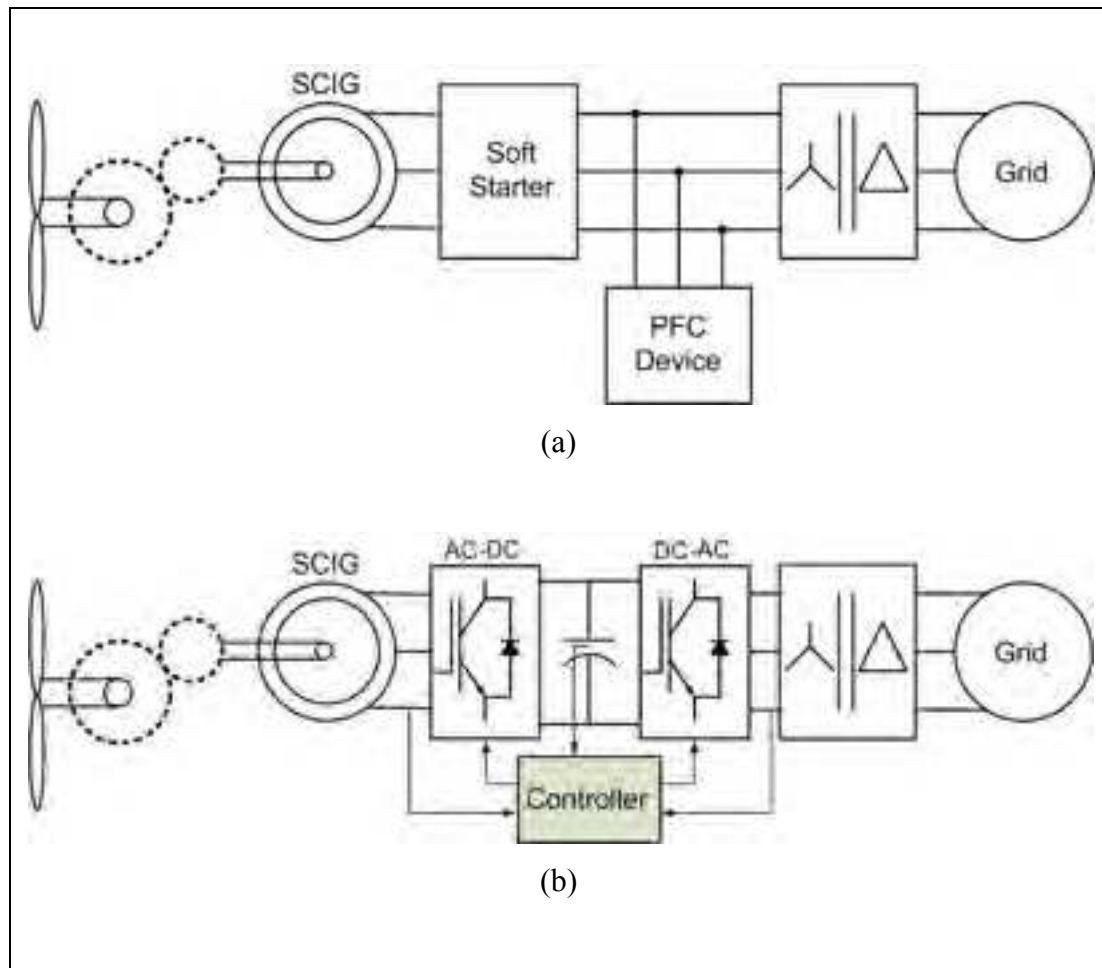 SCIG
Soft
Starter
Grid
PFC
Device
(a)
SCIG
AC-DC
DC-AC
Grid
Controller
(b)